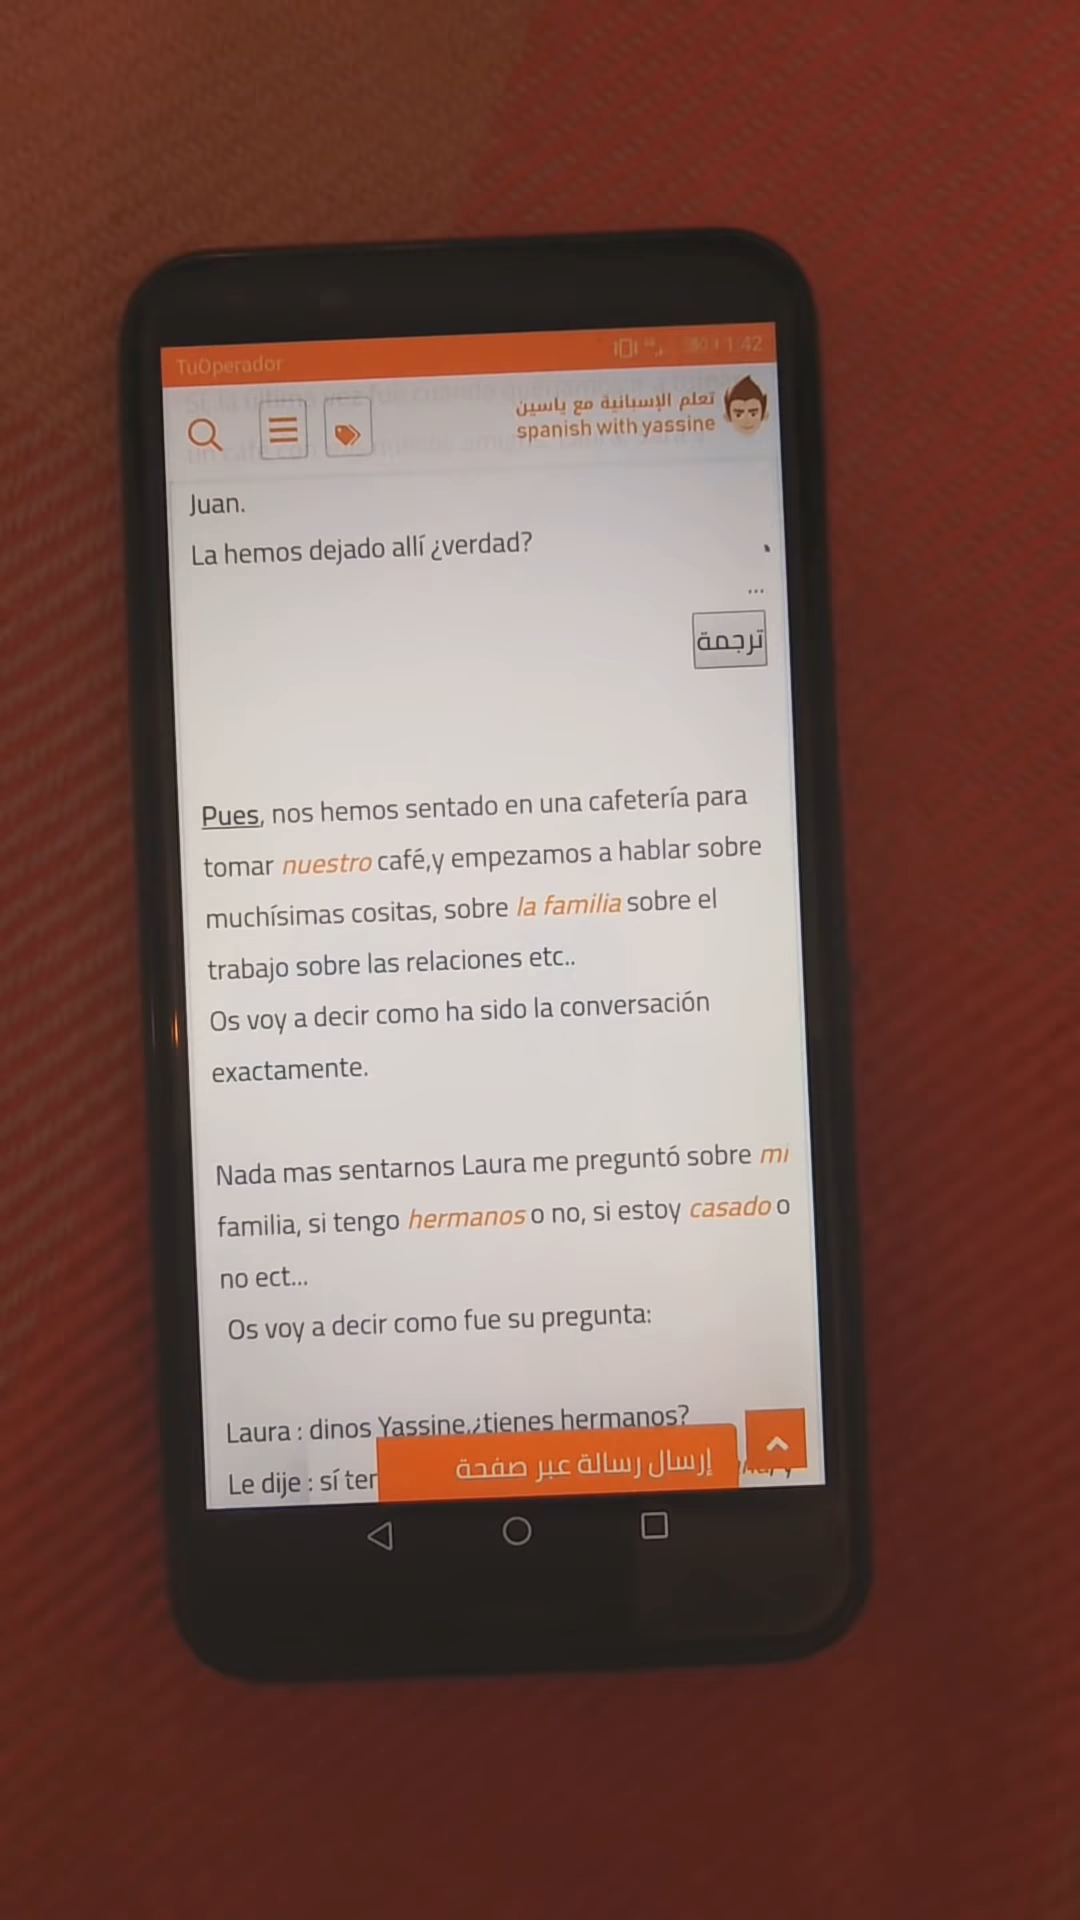 TuOperador
1:42
تعلم الإسبانية مع ياسين
spanish with yassine
Juan.
La hemos dejado allí ¿verdad?
...
ترجمة
Pues, nos hemos sentado en una cafetería para
tomar nuestro café,y empezamos a hablar sobre
muchísimas cositas, sobre la familia sobre el
trabajo sobre las relaciones etc..
Os voy a decir como ha sido la conversación
exactamente.
Nada mas sentarnos Laura me preguntó sobre mi
familia, si tengo hermanos o no, si estoy casado o
no ect...
Os voy a decir como fue su pregunta:
Laura : dinos Yassine,¿tienes hermanos?
Le dije : sí ter
إرسال رسالة عبر صفحة